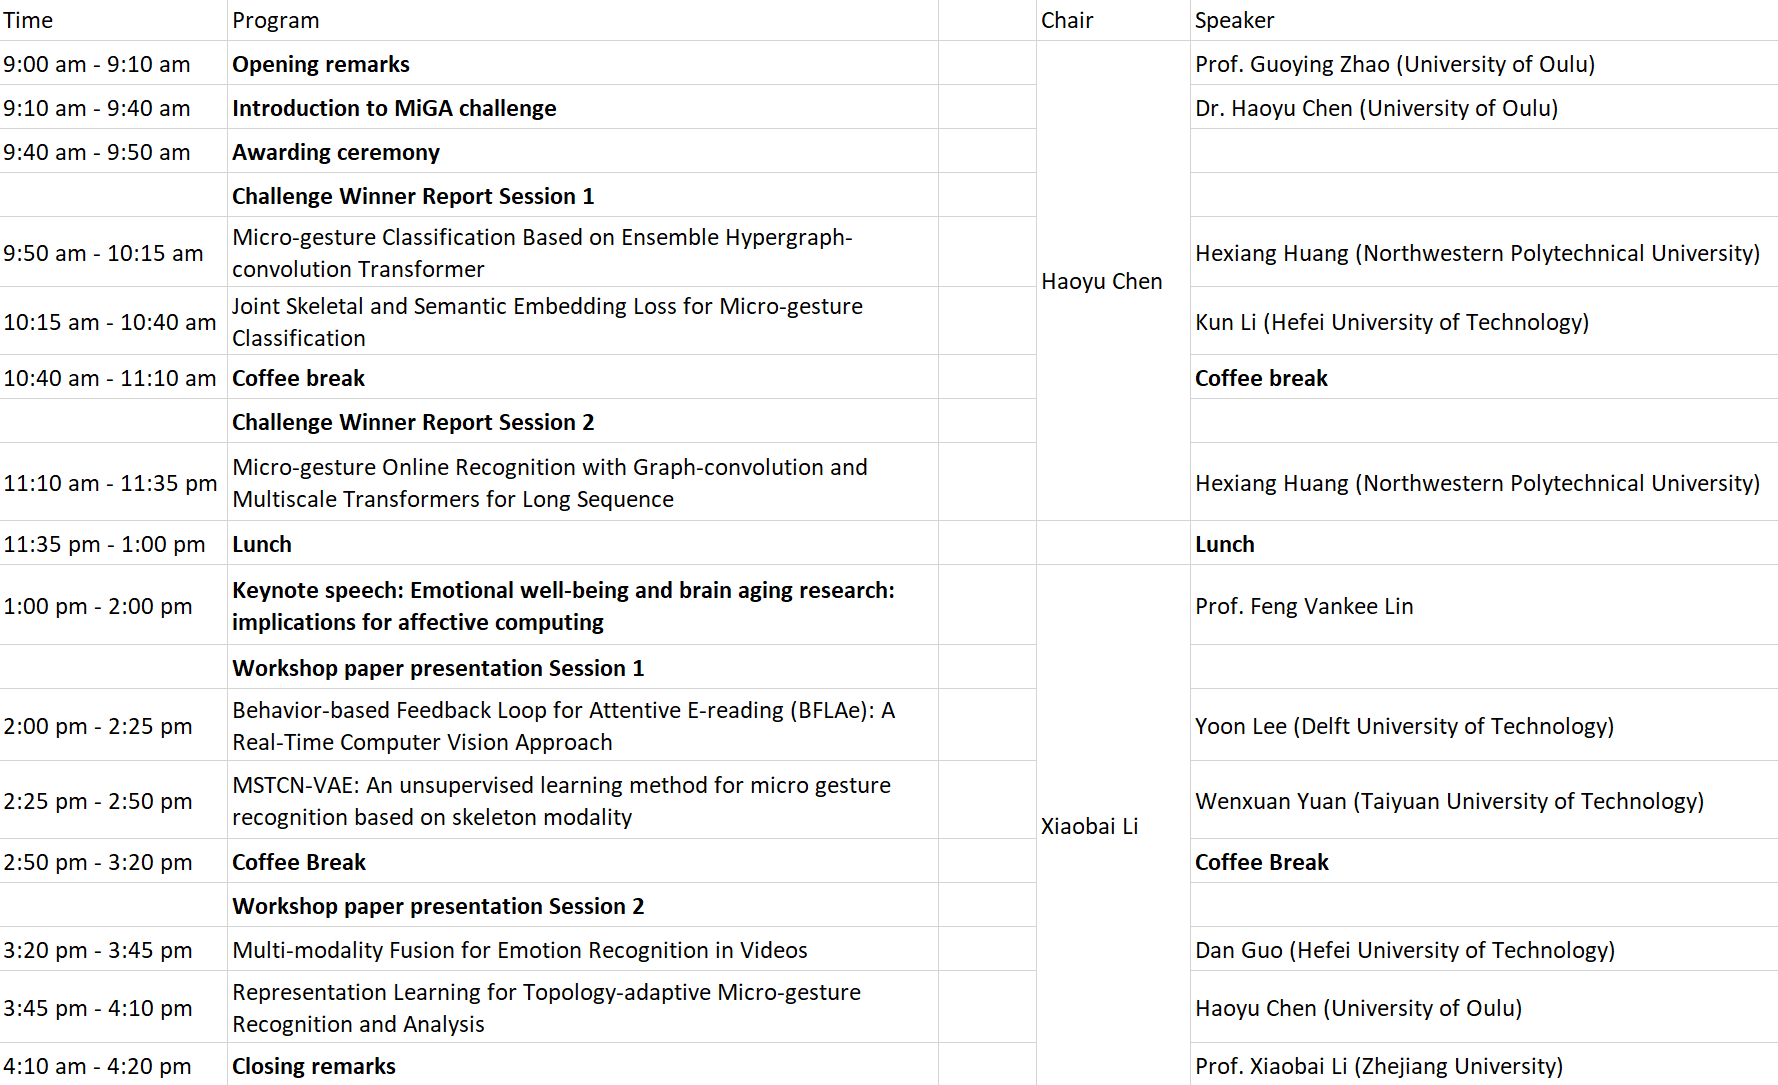 Time Program Chair Speaker
9:00 am - 9:10 am Opening remarks Prof. Guoying Zhao (University of Oulu)
9:10 am - 9:40 am Introduction to MiGA challenge Dr. Haoyu Chen (University of Oulu)
9:40 am - 9:50 am Awarding ceremony
Challenge Winner Report Session 1
9:50 am - 10:15 am Micro-gesture Classification Based on Ensemble Hypergraph-
convolution Transformer Hexiang Huang (Northwestern Polytechnical University)
Haoyu Chen
10:15 am - 10:40 am Joint Skeletal and Semantic Embedding Loss for Micro-gesture
Classification Kun Li (Hefei University of Technology)
10:40 am - 11:10 am Coffee break Coffee break
Challenge Winner Report Session 2
11:10 am - 11:35 pm Micro-gesture Online Recognition with Graph-convolution and
Multiscale Transformers for Long Sequence Hexiang Huang (Northwestern Polytechnical University)
11:35 pm - 1:00 pm Lunch Lunch
1:00 pm - 2:00 pm Keynote speech: Emotional well-being and brain aging research:
implications for affective computing Prof. Feng Vankee Lin
Workshop paper presentation Session 1
2:00 pm - 2:25 pm Behavior-based Feedback Loop for Attentive E-reading (BFLAe): A
Real-Time Computer Vision Approach Yoon Lee (Delft University of Technology)
2:25 pm - 2:50 pm MSTCN-VAE: An unsupervised learning method for micro gesture
recognition based on skeleton modality Wenxuan Yuan (Taiyuan University of Technology)
Xiaobai Li
2:50 pm - 3:20 pm Coffee Break Coffee Break
Workshop paper presentation Session 2
3:20 pm - 3:45 pm Multi-modality Fusion for Emotion Recognition in Videos Dan Guo (Hefei University of Technology)
3:45 pm - 4:10 pm Representation Learning for Topology-adaptive Micro-gesture
Recognition and Analysis Haoyu Chen (University of Oulu)
4:10 am - 4:20 pm Closing remarks Prof. Xiaobai Li (Zhejiang University)